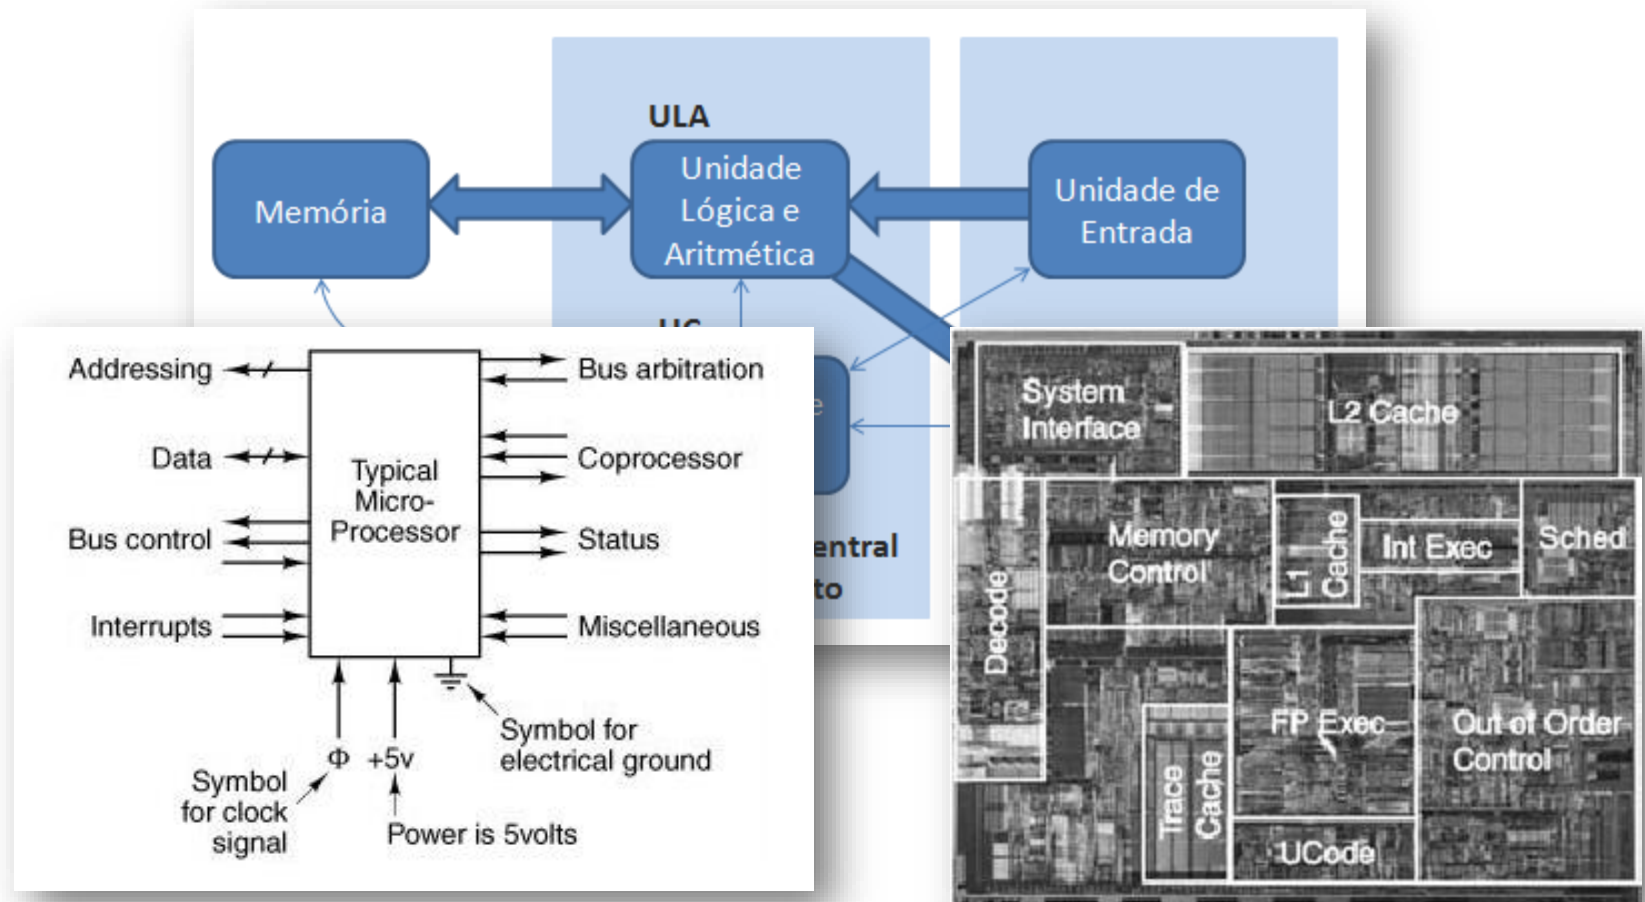 ULA
Memória
Unidade
Lógica e
Aritmética
Unidade de
Entrada
Addressing
Data
Bus control
Interrupts
Typical
Micro-
Processor
Bus arbitration
Coprocessor
Status
Miscellaneous
Φ
+5v
Symbol
for clock
signal
Power is 5volts
Symbol for
electrical ground
System
Interface
L2 Cache
Decode
Memory
Control
L1
Cache
Int Exec
Sched
Trace
Cache
FP Exec
UCode
Out of Order
Control